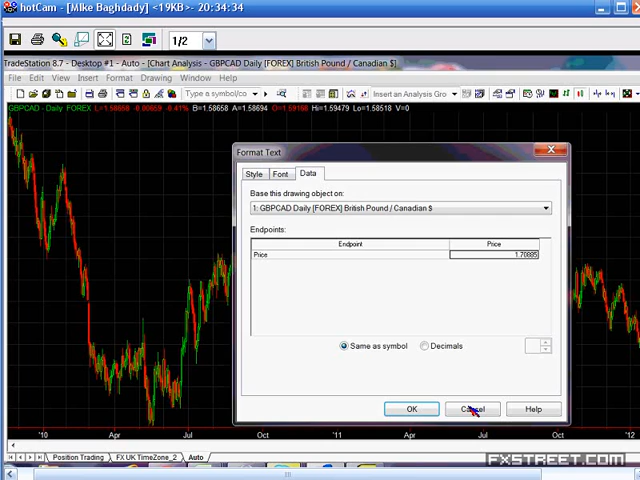 hotCam - [MIke Baghdady] <19KB>- 20:34:34
1/2
TradeStation 8.7 - Desktop #1 - Auto - [Chart Analysis - GBPCAD Daily [FOREX] British Pound / Canadian $]
File Edit View Insert Format Drawing Window Help
Type a symbol/co
Insert an Analysis Gro
GBPCAD - Daily FOREX L=1.58658 -0.00659 -0.41% B=1.58658 A=1.58694 O=1.59158 Hi=1.59479 Lo=1.58518 V=0
Format Text
Style Font Data
Base this drawing object on:
1: GBPCAD Daily [FOREX] British Pound / Canadian $
Endpoints:
Endpoint Price
Price 1.70885
Same as symbol Decimals
OK Cancel Help
'10 Apr Jul Oct '11 Apr Jul Oct '12
Position Trading FX UK TimeZone_2 Auto
FXSTREET.COM